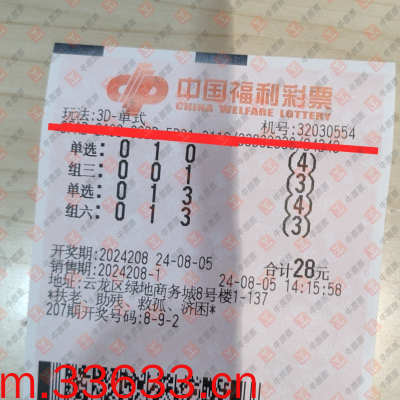 中国福利彩票
CHINA WELFARE LOTTERY
玩法:3D-单式 机号:32030554
单选: 0 1 0 (4)
组三: 0 1 0 (3)
单选: 0 1 3 (4)
组六: 0 1 3 (3)
开奖期:2024208 24-08-05 合计28元
销售期:2024208-1 24-08-05 14:15:58
地址:云龙区绿地商务城8号楼1-137
*扶老、助残、救孤、济困*
207期开奖号码:8-9-2
m.33633.cn